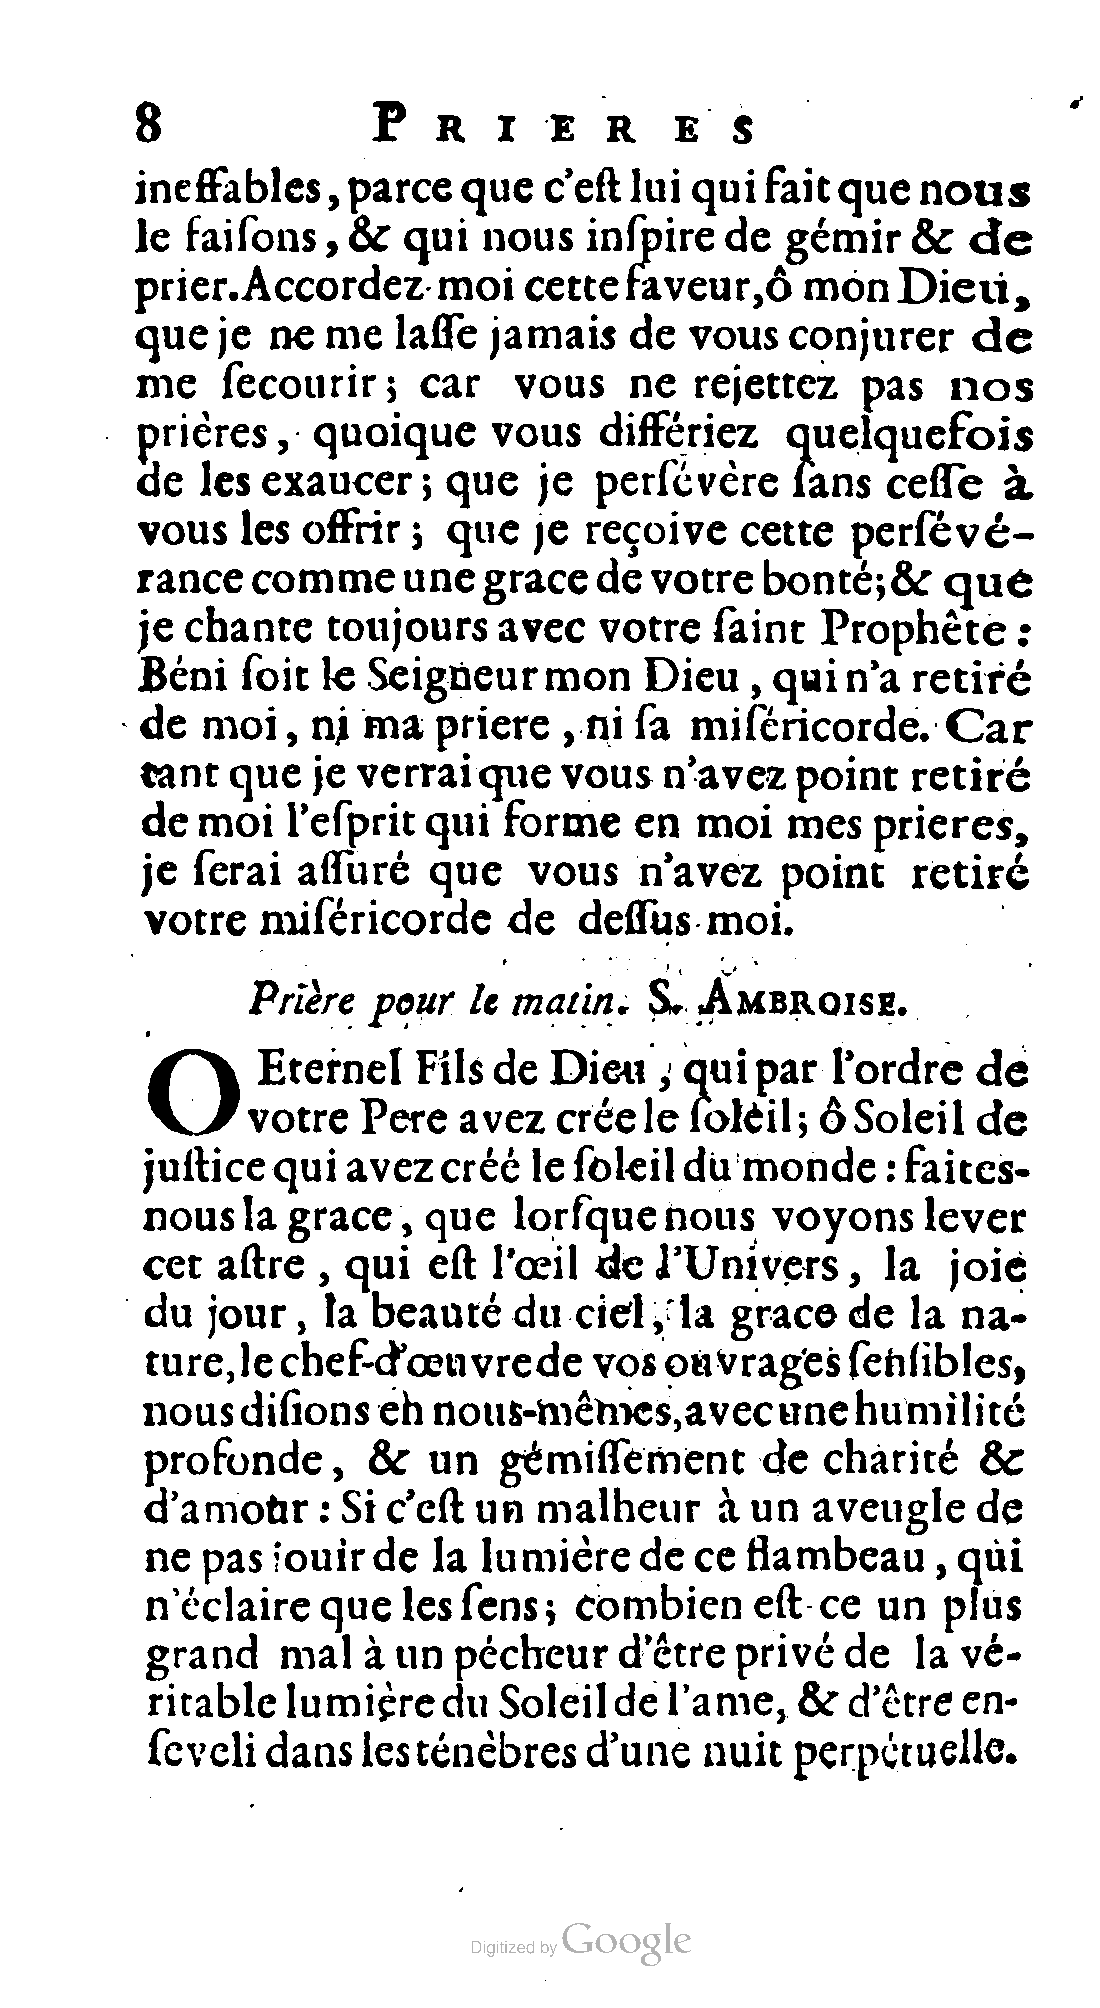 8 PRIERES
ineffables, parce que c'eſt lui qui fait que nous
le faiſons, & qui nous inſpire de gémir & de
prier. Accordez-moi cette faveur, ô mon Dieu,
que je ne me laſſe jamais de vous conjurer de
me ſecourir; car vous ne rejettez pas nos
prières, quoique vous différiez quelquefois
de les exaucer; que je perſévère ſans ceſſe à
vous les offrir; que je reçoive cette perſévé-
rance comme une grace de votre bonté; & que
je chante toujours avec votre ſaint Prophête:
Béni ſoit le Seigneur mon Dieu, qui n'a retiré
de moi, ni ma priere, ni ſa miſéricorde. Car
tant que je verrai que vous n'avez point retiré
de moi l'eſprit qui forme en moi mes prieres,
je ſerai aſſuré que vous n'avez point retiré
votre miſéricorde de deſſus moi.
Prière pour le matin. S. AMBROISE.
O Eternel Fils de Dieu, qui par l'ordre de
votre Pere avez crée le ſoleil; ô Soleil de
juſtice qui avez créé le ſoleil du monde: faites-
nous la grace, que lorſque nous voyons lever
cet aſtre, qui eſt l'œil de l'Univers, la joie
du jour, la beauté du ciel, la grace de la na-
ture, le chef-d'œuvre de vos ouvrages ſenſibles,
nous diſions en nous-mêmes, avec une humilité
profonde, & un gémiſſement de charité &
d'amour: Si c'eſt un malheur à un aveugle de
ne pas jouir de la lumière de ce flambeau, qui
n'éclaire que les ſens; combien eſt-ce un plus
grand mal à un pécheur d'être privé de la vé-
ritable lumière du Soleil de l'ame, & d'être en-
ſeveli dans les ténèbres d'une nuit perpétuelle.
Digitized by Google